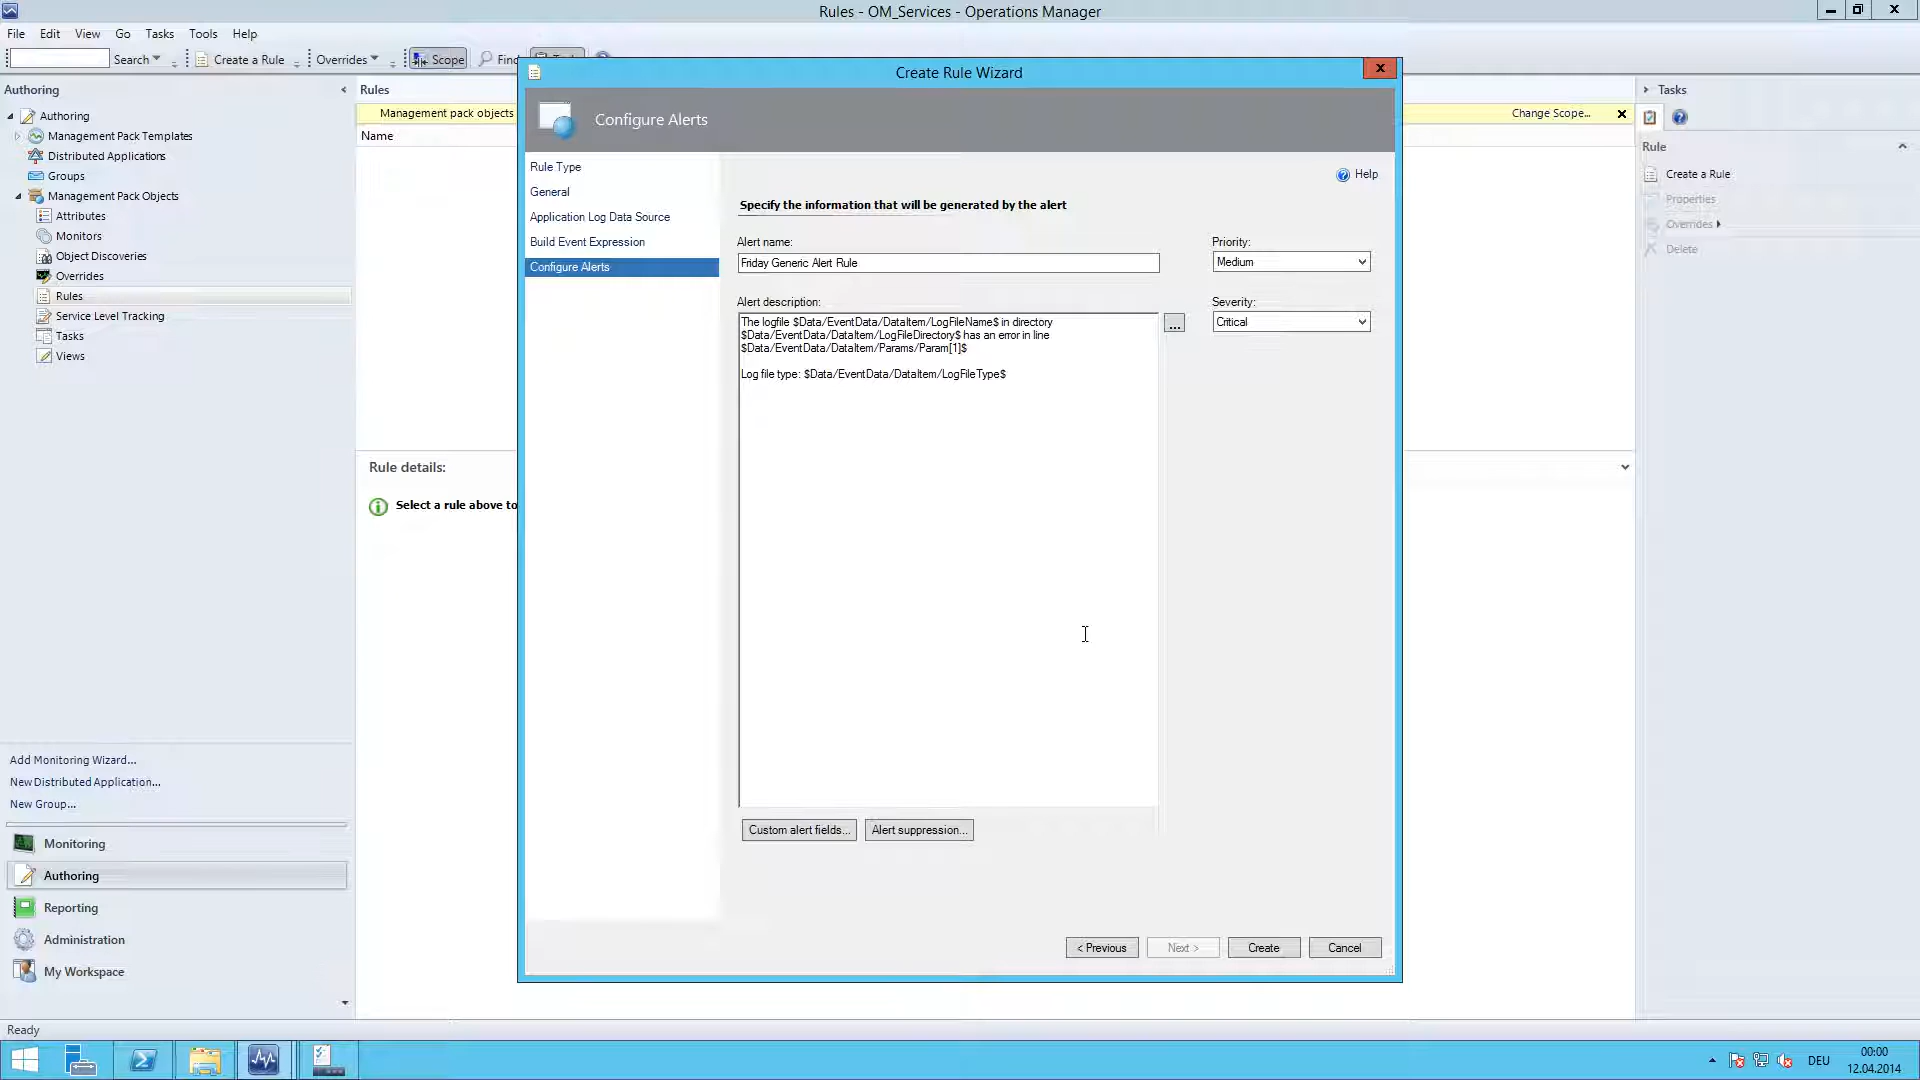 Rules - OM_Services - Operations Manager
File Edit View Go Tasks Tools Help
Search Create a Rule Overrides Scope Find
Authoring
Authoring
Management Pack Templates
Distributed Applications
Groups
Management Pack Objects
Attributes
Monitors
Object Discoveries
Overrides
Rules
Service Level Tracking
Tasks
Views
Add Monitoring Wizard...
New Distributed Application...
New Group...
Monitoring
Authoring
Reporting
Administration
My Workspace
Ready
Rules
Management pack objects
Change Scope...
Name
Rule details:
Select a rule above to
Create Rule Wizard
Configure Alerts
Rule Type
General
Application Log Data Source
Build Event Expression
Configure Alerts
Help
Specify the information that will be generated by the alert
Alert name:
Friday Generic Alert Rule
Priority:
Medium
Alert description:
The logfile $Data/EventData/DataItem/LogFileName$ in directory
$Data/EventData/DataItem/LogFileDirectory$ has an error in line
$Data/EventData/DataItem/Params/Param[1]$
Log file type: $Data/EventData/DataItem/LogFileType$
...
Severity:
Critical
Custom alert fields... Alert suppression...
< Previous Next > Create Cancel
Tasks
Rule
Create a Rule
Properties
Overrides
Delete
DEU
00:00
12.04.2014